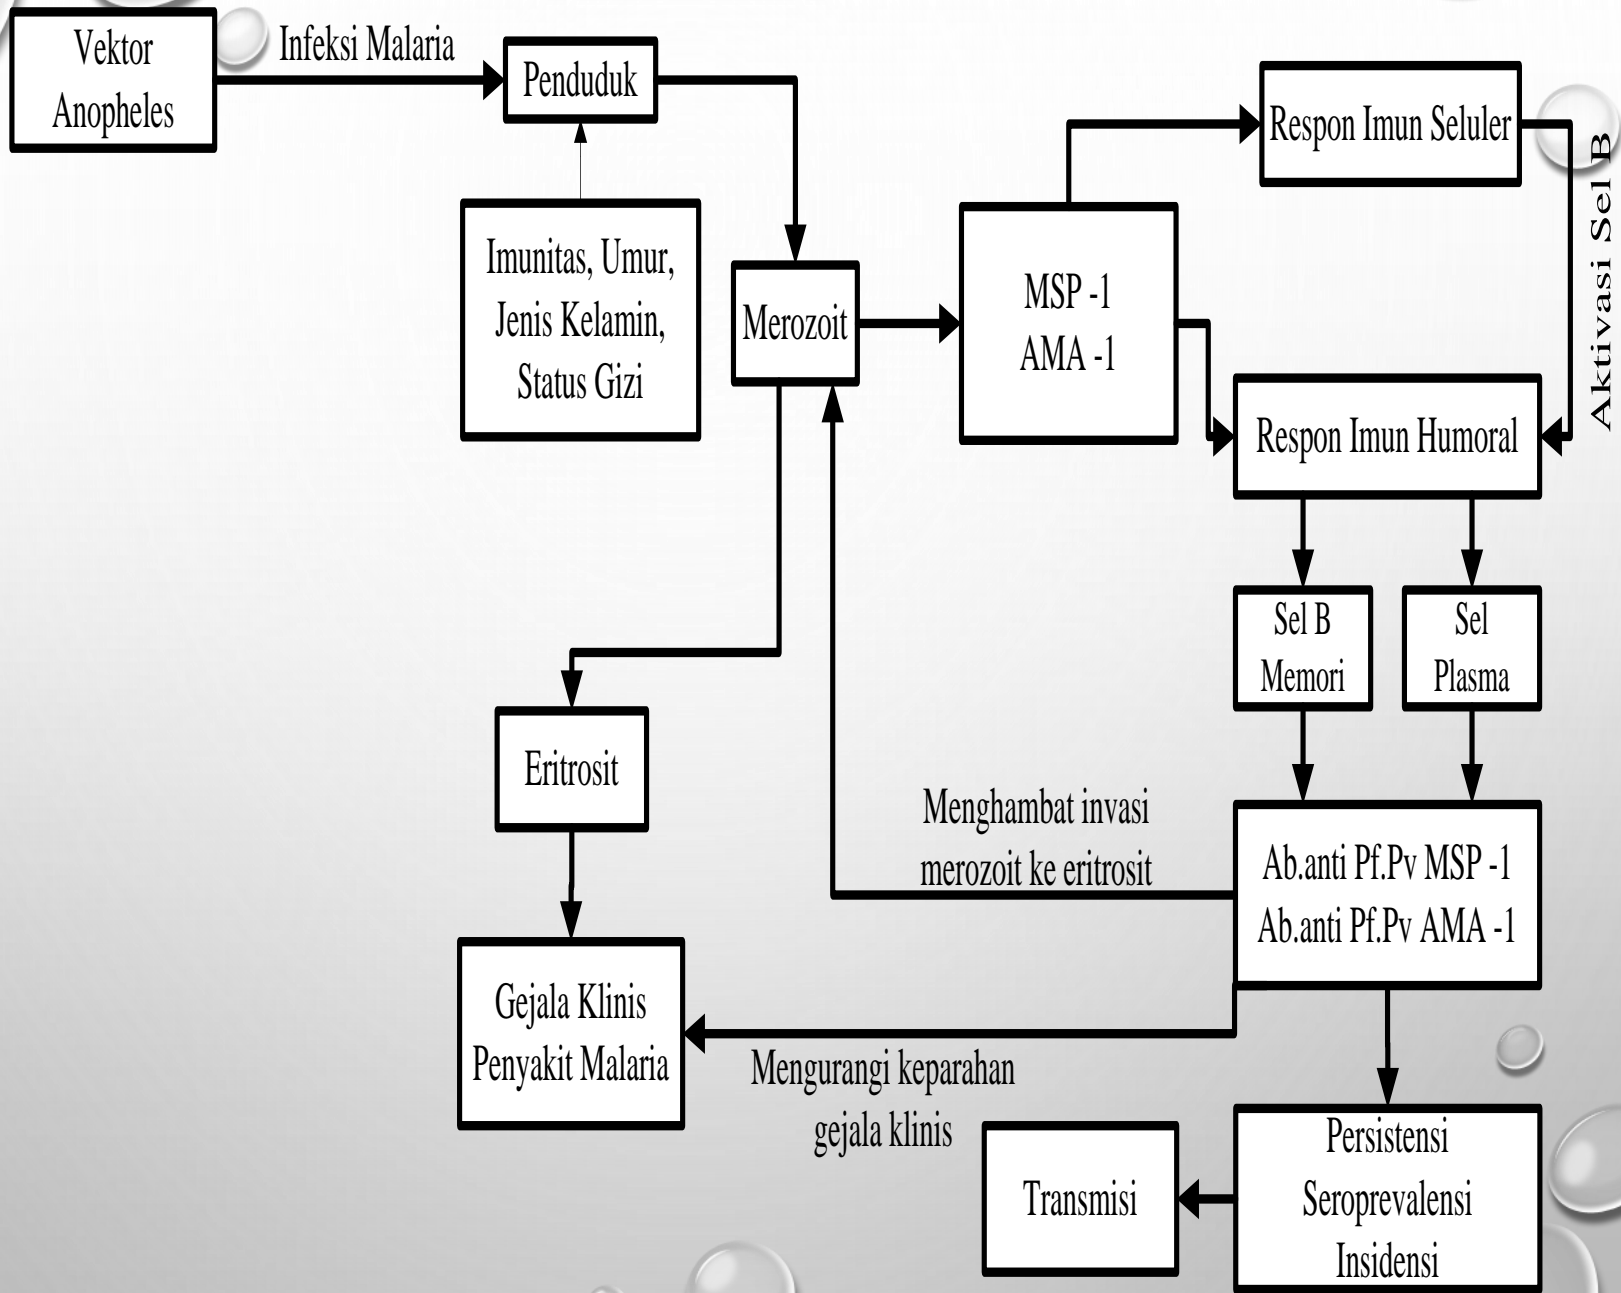 Vektor
Anopheles
Infeksi Malaria
Penduduk
Imunitas, Umur,
Jenis Kelamin,
Status Gizi
Merozoit
MSP -1
AMA -1
Respon Imun Seluler
Aktivasi Sel B
Respon Imun Humoral
Sel B
Memori
Sel
Plasma
Eritrosit
Menghambat invasi
merozoit ke eritrosit
Ab.anti Pf.Pv MSP -1
Ab.anti Pf.Pv AMA -1
Gejala Klinis
Penyakit Malaria
Mengurangi keparahan
gejala klinis
Transmisi
Persistensi
Seroprevalensi
Insidensi